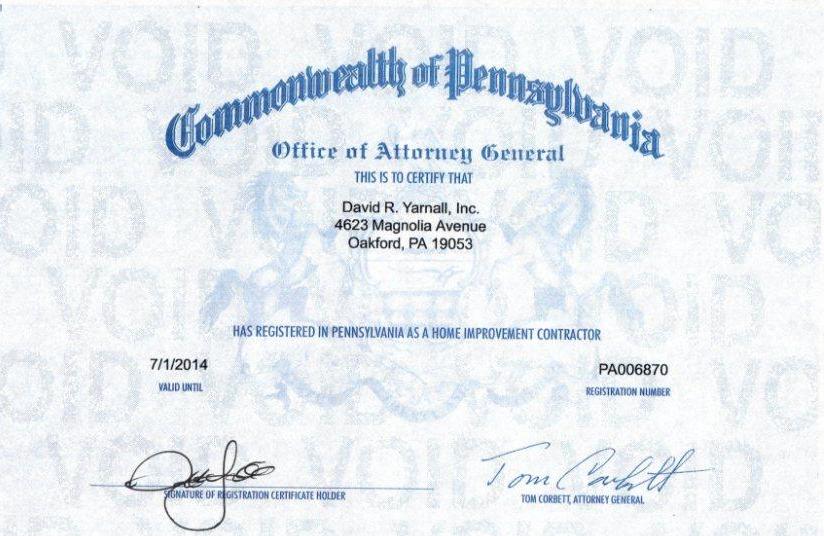 VOID VOID VOID
Commonwealth of Pennsylvania
Office of Attorney General
THIS IS TO CERTIFY THAT
David R. Yarnall, Inc.
4623 Magnolia Avenue
Oakford, PA 19053
HAS REGISTERED IN PENNSYLVANIA AS A HOME IMPROVEMENT CONTRACTOR
7/1/2014
VALID UNTIL
PA006870
REGISTRATION NUMBER
SIGNATURE OF REGISTRATION CERTIFICATE HOLDER
Tom Corbett
TOM CORBETT, ATTORNEY GENERAL